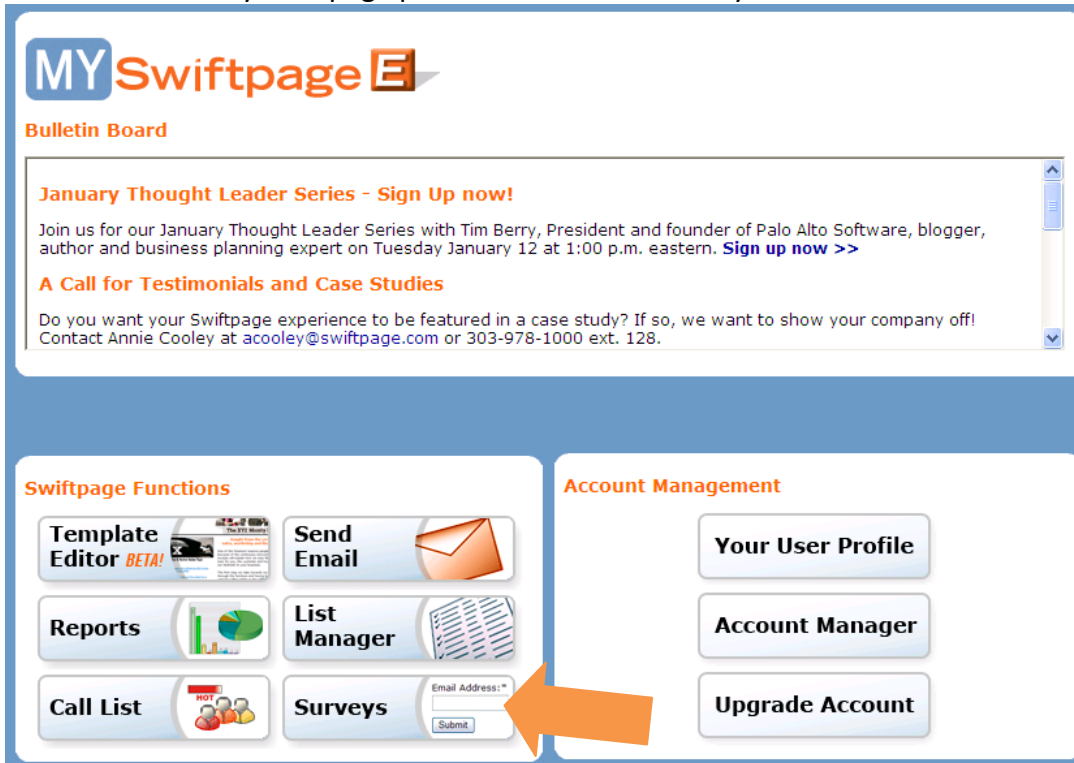 MY Swiftpage E
Bulletin Board
January Thought Leader Series - Sign Up now!
Join us for our January Thought Leader Series with Tim Berry, President and founder of Palo Alto Software, blogger,
author and business planning expert on Tuesday January 12 at 1:00 p.m. eastern. Sign up now >>
A Call for Testimonials and Case Studies
Do you want your Swiftpage experience to be featured in a case study? If so, we want to show your company off!
Contact Annie Cooley at acooley@swiftpage.com or 303-978-1000 ext. 128.
Swiftpage Functions
Template
Editor BETA!
Send
Email
Reports
List
Manager
Call List
HOT
Surveys
Email Address:*
Submit
Account Management
Your User Profile
Account Manager
Upgrade Account